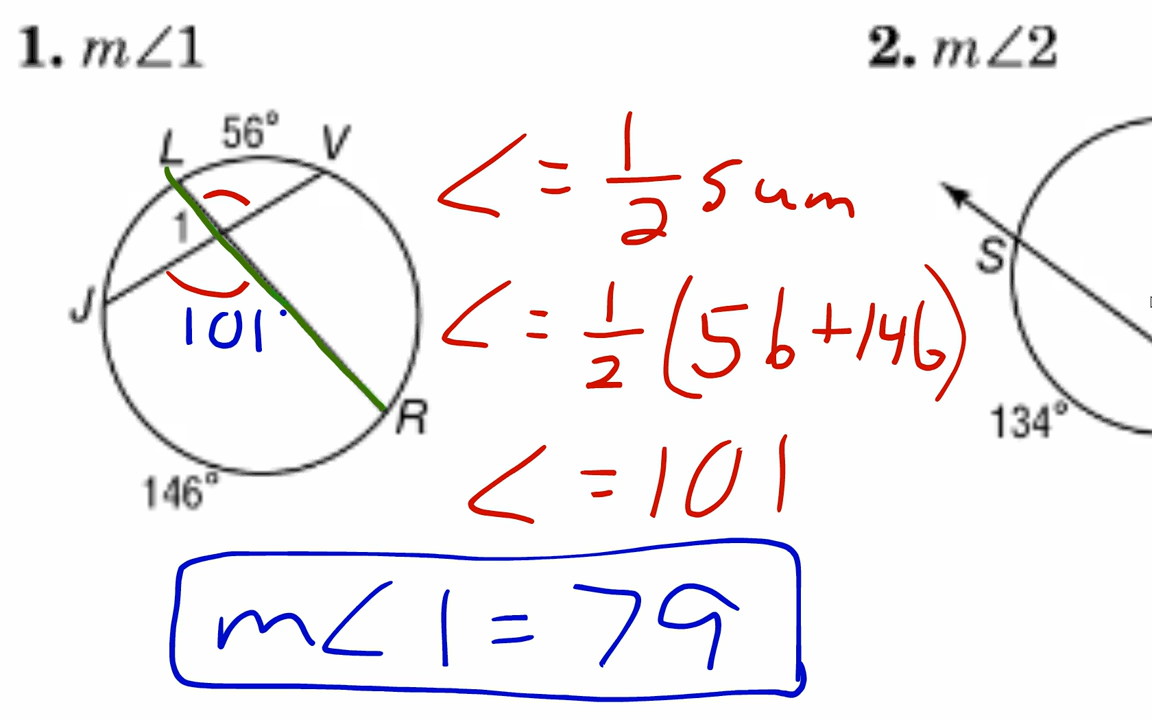 1. m∠1
2. m∠2
L
56°
V
1
J
101°
R
146°
∠ = 1/2 sum
∠ = 1/2 (56+146)
∠ = 101
m∠1 = 79
S
134°